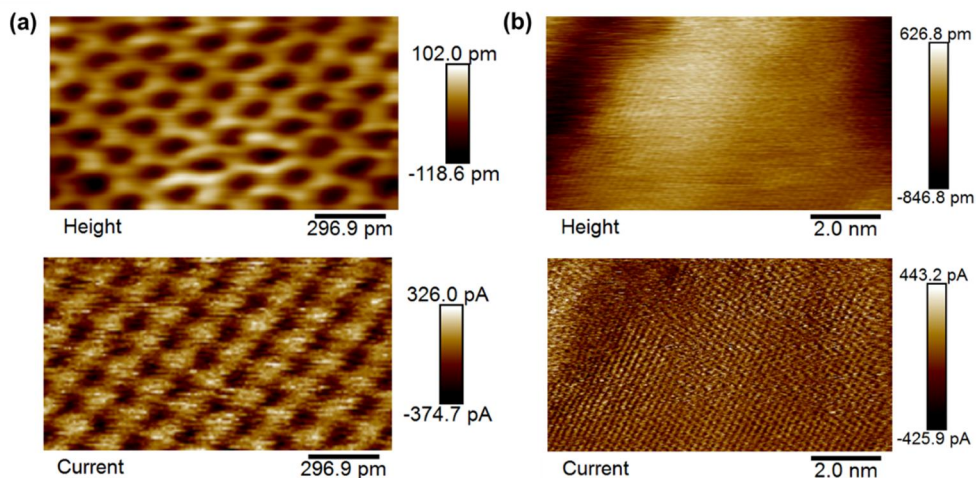 (a)
102.0 pm
-118.6 pm
Height
296.9 pm
326.0 pA
-374.7 pA
Current
296.9 pm
(b)
626.8 pm
-846.8 pm
Height
2.0 nm
443.2 pA
-425.9 pA
Current
2.0 nm